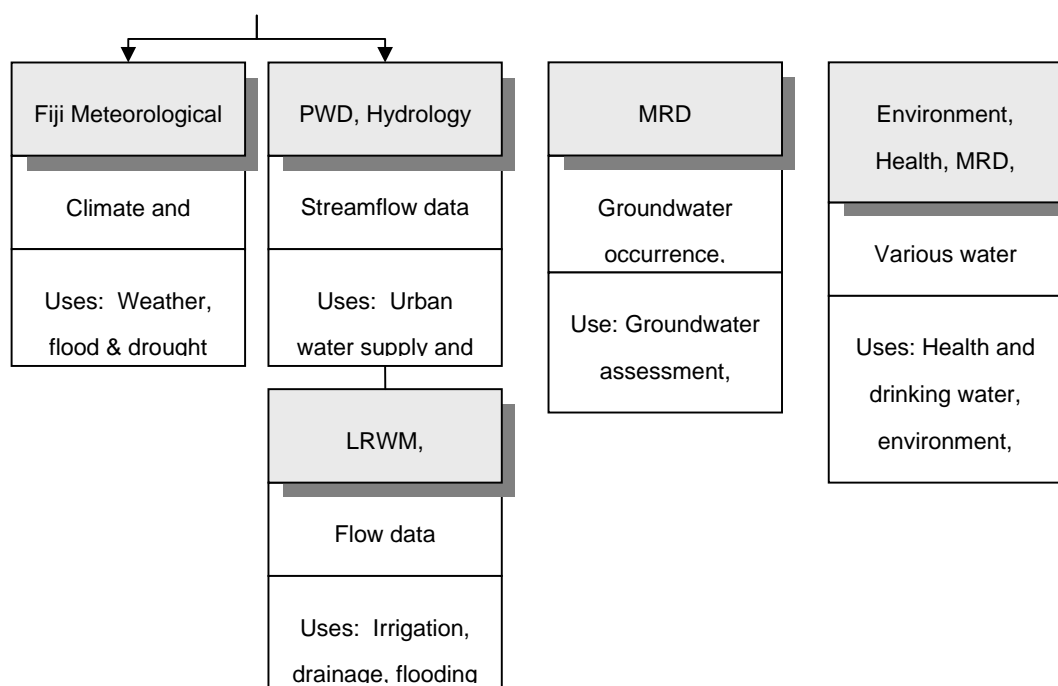 Fiji Meteorological
Climate and
Uses: Weather,
flood & drought
PWD, Hydrology
Streamflow data
Uses: Urban
water supply and
LRWM,
Flow data
Uses: Irrigation,
drainage, flooding
MRD
Groundwater
occurrence,
Use: Groundwater
assessment,
Environment,
Health, MRD,
Various water
Uses: Health and
drinking water,
environment,